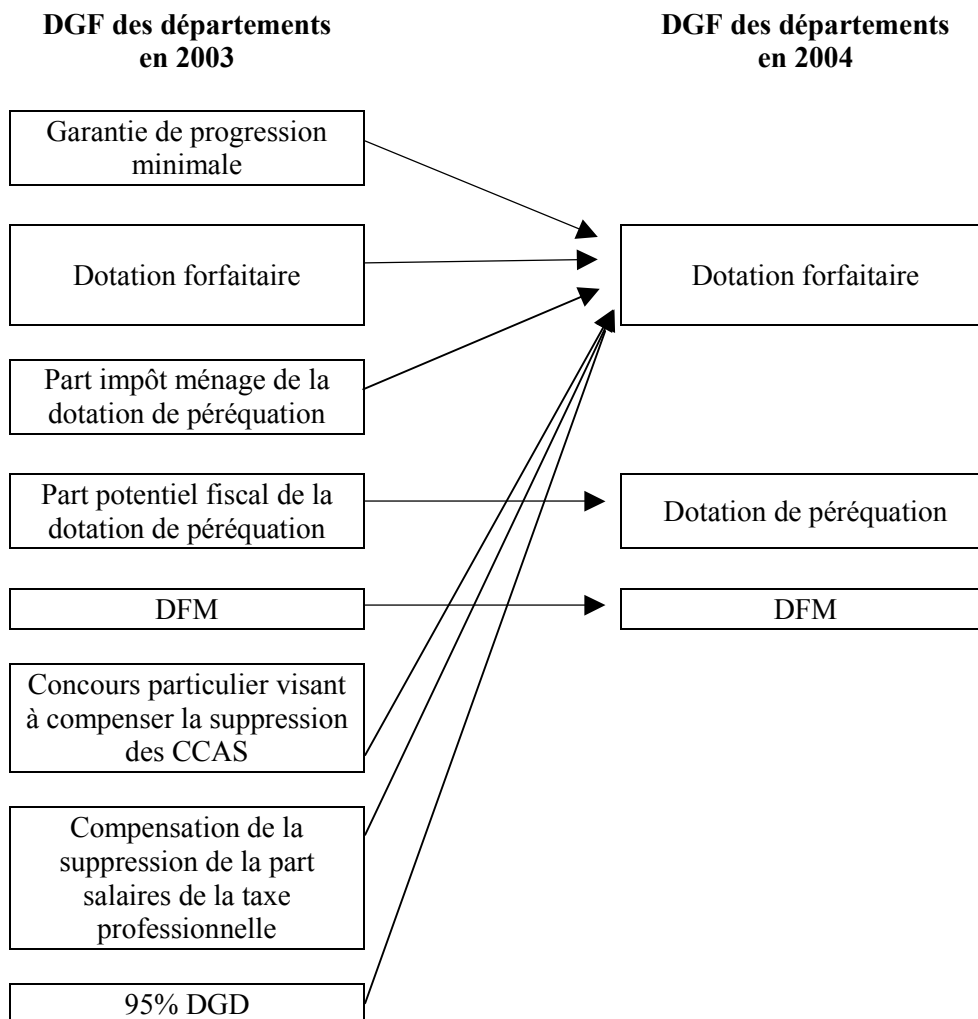 DGF des départements
en 2003
DGF des départements
en 2004
Garantie de progression
minimale
Dotation forfaitaire
Dotation forfaitaire
Part impôt ménage de la
dotation de péréquation
Part potentiel fiscal de la
dotation de péréquation
Dotation de péréquation
DFM
DFM
Concours particulier visant
à compenser la suppression
des CCAS
Compensation de la
suppression de la part
salaires de la taxe
professionnelle
95% DGD